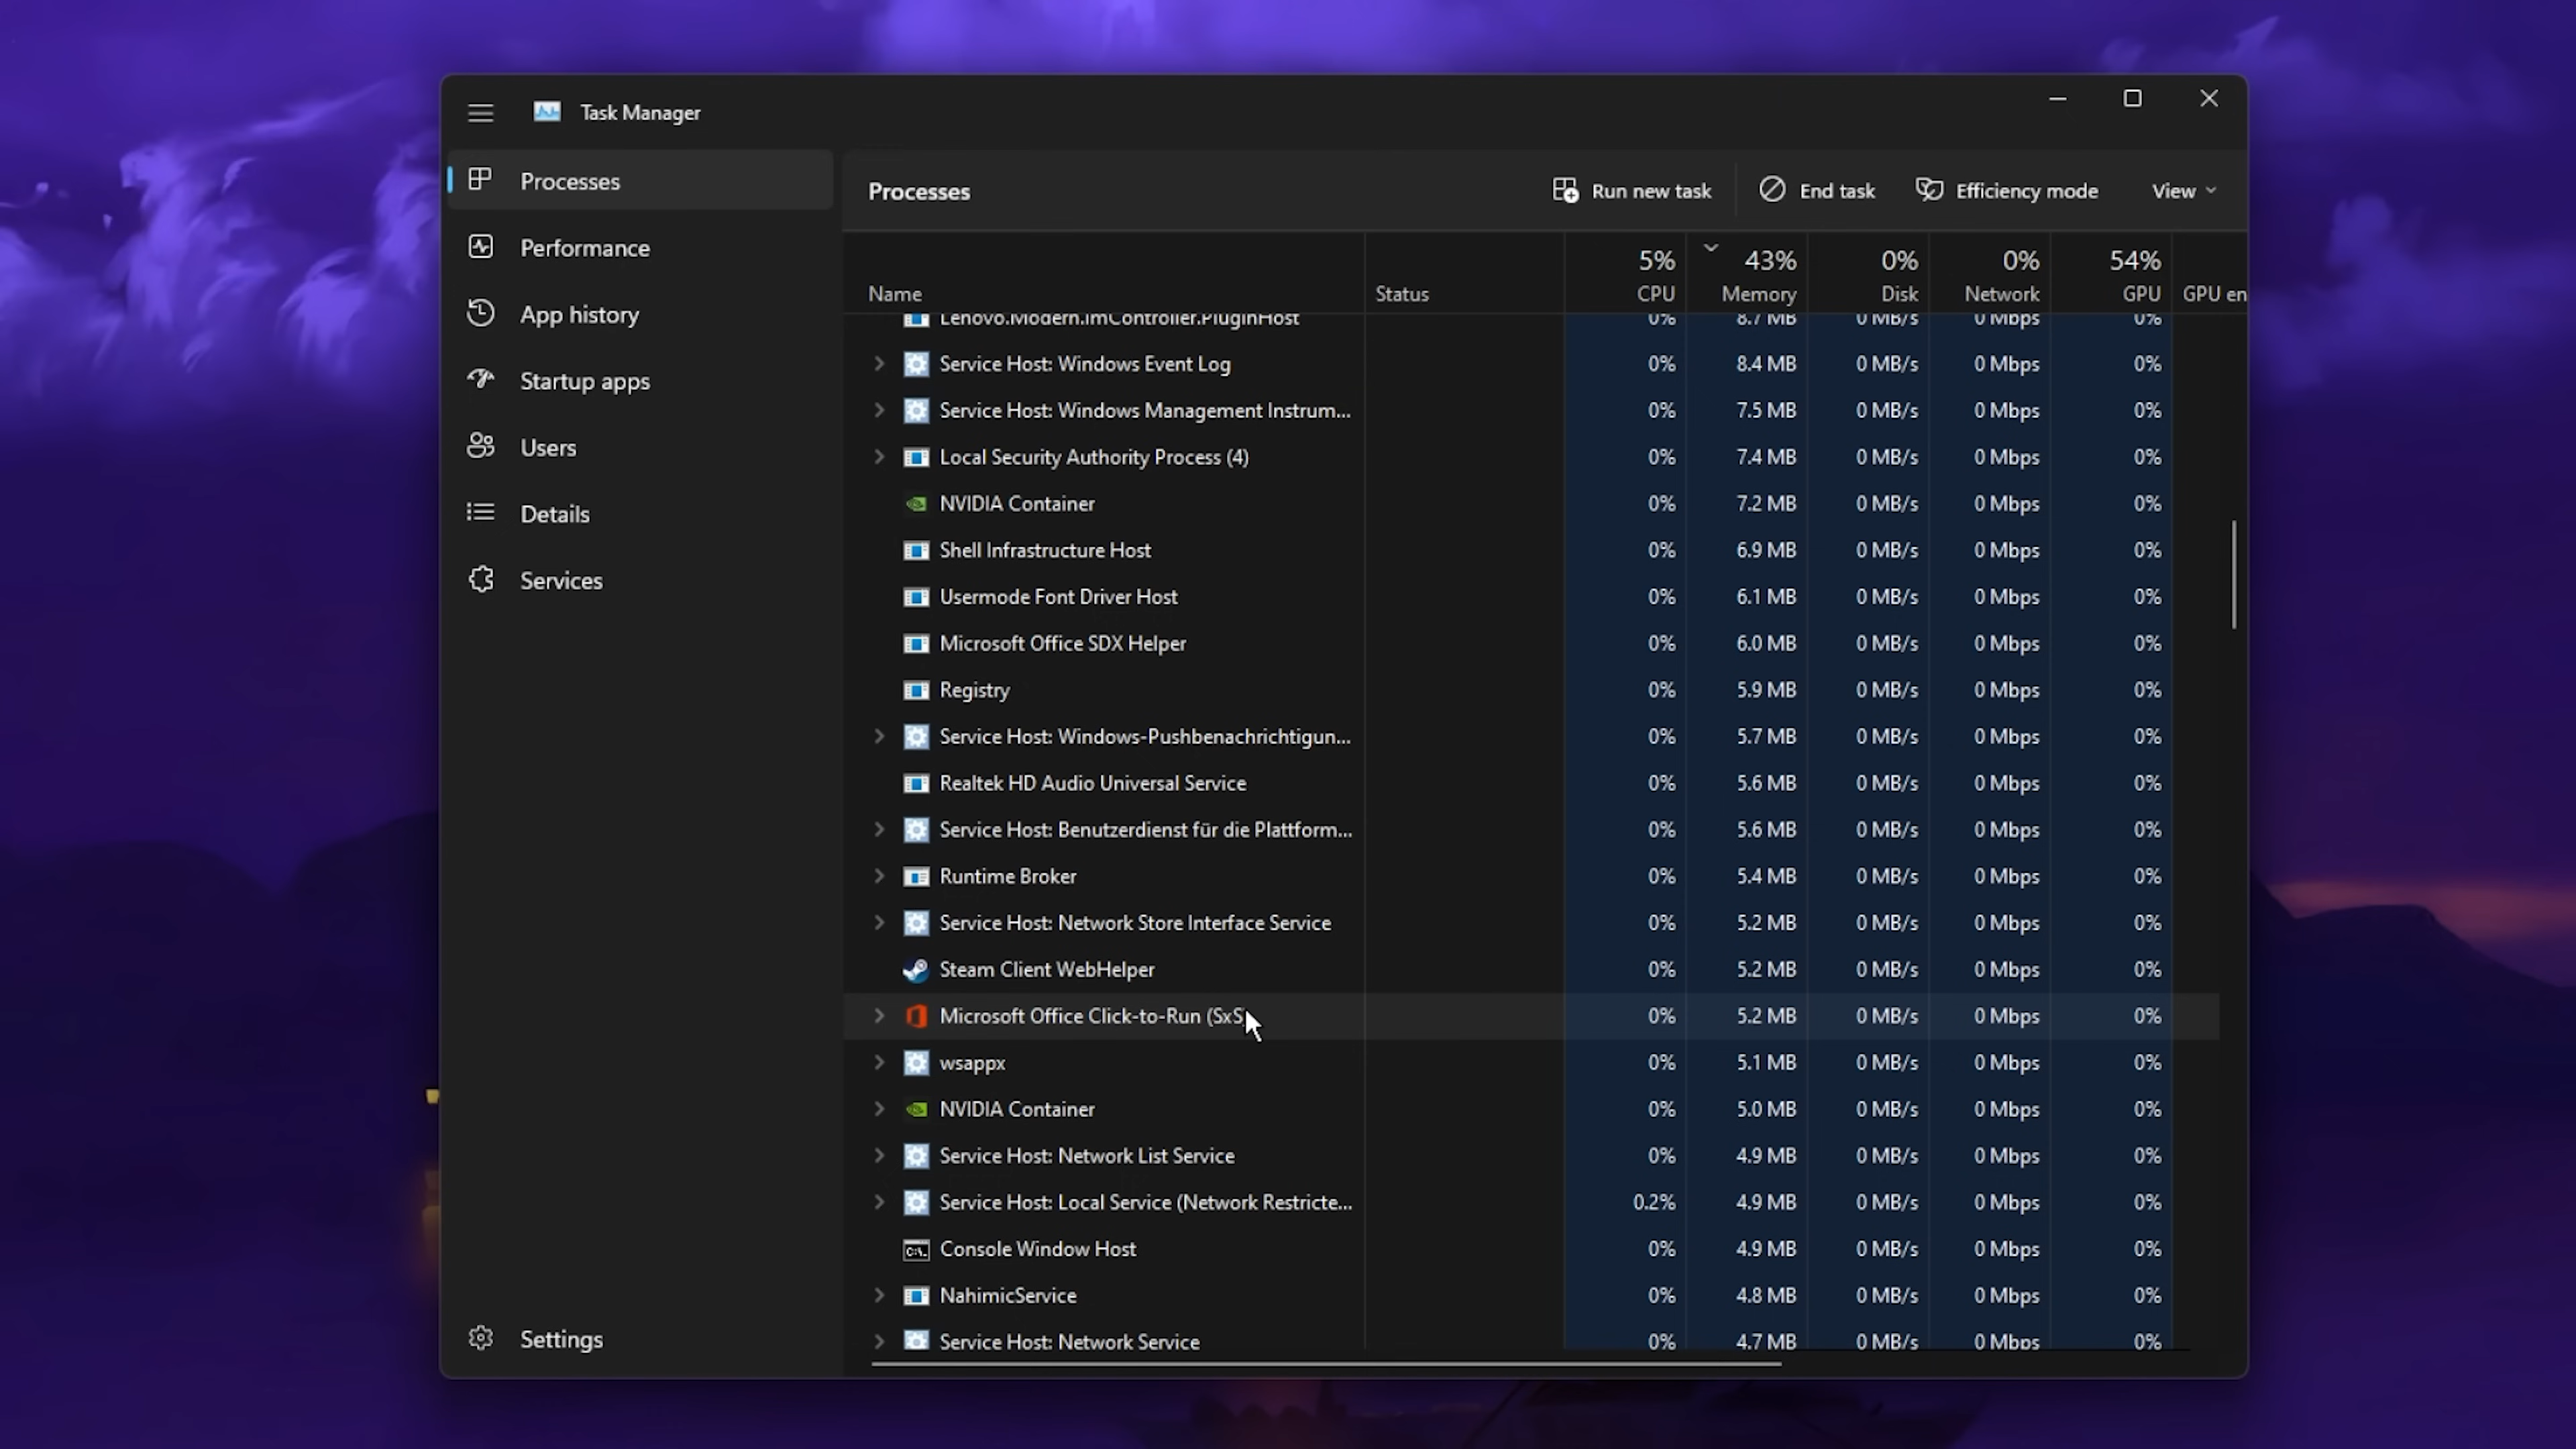 Task Manager
Processes
Performance
App history
Startup apps
Users
Details
Services
Settings
Processes Run new task End task Efficiency mode View
5% 43% 0% 0% 54%
Name Status CPU Memory Disk Network GPU GPU en
Lenovo.Modern.ImController.PluginHost 0% 8.7 MB 0 MB/s 0 Mbps 0%
Service Host: Windows Event Log 0% 8.4 MB 0 MB/s 0 Mbps 0%
Service Host: Windows Management Instrum... 0% 7.5 MB 0 MB/s 0 Mbps 0%
Local Security Authority Process (4) 0% 7.4 MB 0 MB/s 0 Mbps 0%
NVIDIA Container 0% 7.2 MB 0 MB/s 0 Mbps 0%
Shell Infrastructure Host 0% 6.9 MB 0 MB/s 0 Mbps 0%
Usermode Font Driver Host 0% 6.1 MB 0 MB/s 0 Mbps 0%
Microsoft Office SDX Helper 0% 6.0 MB 0 MB/s 0 Mbps 0%
Registry 0% 5.9 MB 0 MB/s 0 Mbps 0%
Service Host: Windows-Pushbenachrichtigun... 0% 5.7 MB 0 MB/s 0 Mbps 0%
Realtek HD Audio Universal Service 0% 5.6 MB 0 MB/s 0 Mbps 0%
Service Host: Benutzerdienst für die Plattform... 0% 5.6 MB 0 MB/s 0 Mbps 0%
Runtime Broker 0% 5.4 MB 0 MB/s 0 Mbps 0%
Service Host: Network Store Interface Service 0% 5.2 MB 0 MB/s 0 Mbps 0%
Steam Client WebHelper 0% 5.2 MB 0 MB/s 0 Mbps 0%
Microsoft Office Click-to-Run (SxS 0% 5.2 MB 0 MB/s 0 Mbps 0%
wsappx 0% 5.1 MB 0 MB/s 0 Mbps 0%
NVIDIA Container 0% 5.0 MB 0 MB/s 0 Mbps 0%
Service Host: Network List Service 0% 4.9 MB 0 MB/s 0 Mbps 0%
Service Host: Local Service (Network Restricte... 0.2% 4.9 MB 0 MB/s 0 Mbps 0%
Console Window Host 0% 4.9 MB 0 MB/s 0 Mbps 0%
NahimicService 0% 4.8 MB 0 MB/s 0 Mbps 0%
Service Host: Network Service 0% 4.7 MB 0 MB/s 0 Mbps 0%